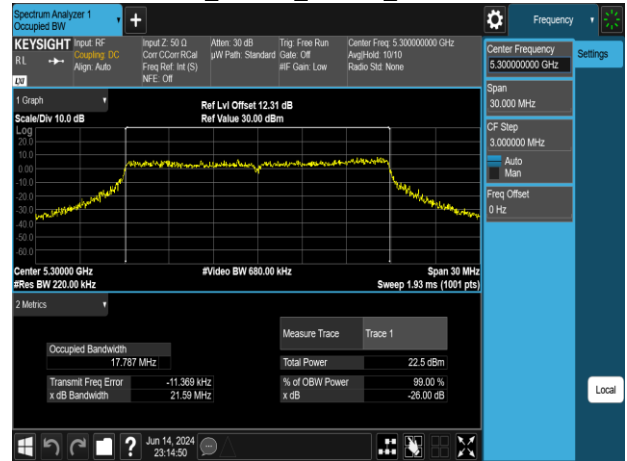 Spectrum Analyzer 1
Occupied BW
Frequency
KEYSIGHT
RL
LXI
Input: RF
Coupling: DC
Align: Auto
Input Z: 50 Ω
Corr CCorr RCal
Freq Ref: Int (S)
NFE: Off
Atten: 30 dB
µW Path: Standard
Trig: Free Run
Gate: Off
#IF Gain: Low
Center Freq: 5.300000000 GHz
Avg|Hold: 10/10
Radio Std: None
Center Frequency
5.300000000 GHz
Settings
Span
30.000 MHz
CF Step
3.000000 MHz
Auto
Man
Freq Offset
0 Hz
Local
1 Graph
Scale/Div 10.0 dB
Ref Lvl Offset 12.31 dB
Ref Value 30.00 dBm
Log
20.0
10.0
0.00
-10.0
-20.0
-30.0
-40.0
-50.0
-60.0
Center 5.30000 GHz
#Res BW 220.00 kHz
#Video BW 680.00 kHz
Span 30 MHz
Sweep 1.93 ms (1001 pts)
2 Metrics
Measure Trace Trace 1
Occupied Bandwidth
17.787 MHz
Total Power 22.5 dBm
Transmit Freq Error -11.369 kHz
% of OBW Power 99.00 %
x dB Bandwidth 21.59 MHz
x dB -26.00 dB
?
Jun 14, 2024
23:14:50